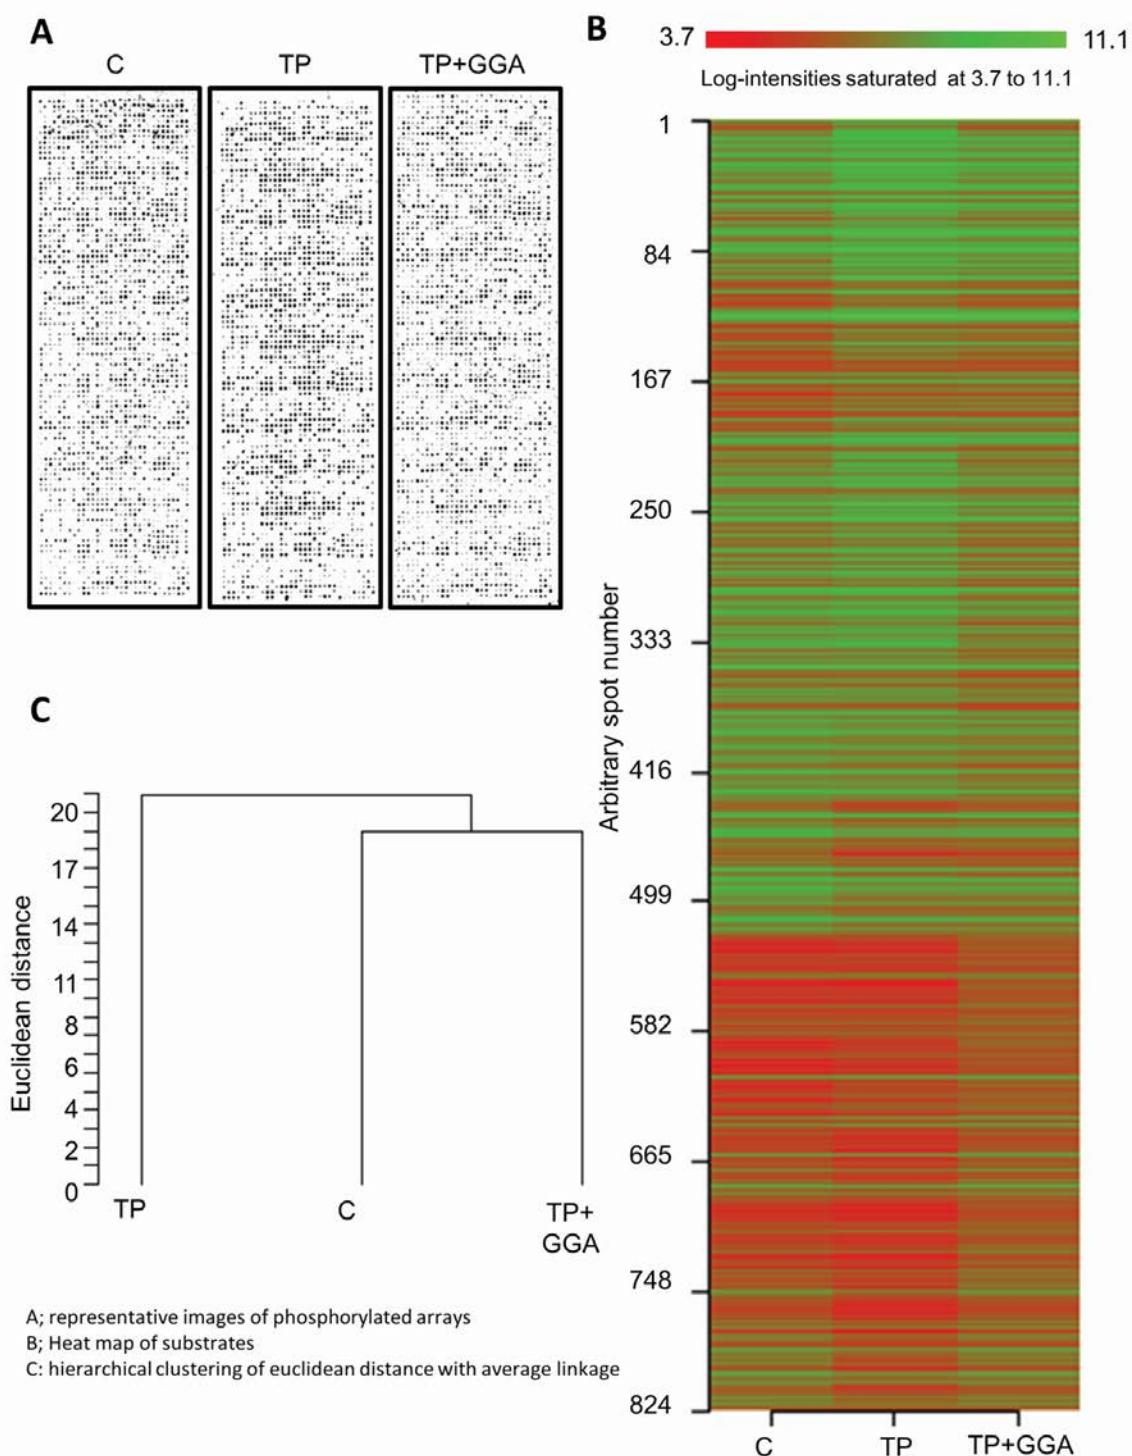 A
C
TP
TP+GGA
B
3.7
11.1
Log-intensities saturated at 3.7 to 11.1
Arbitrary spot number
1
84
167
250
333
416
499
582
665
748
824
C
TP
TP+GGA
C
Euclidean distance
20
17
14
11
8
6
4
2
0
TP
C
TP+
GGA
A; representative images of phosphorylated arrays
B; Heat map of substrates
C: hierarchical clustering of euclidean distance with average linkage